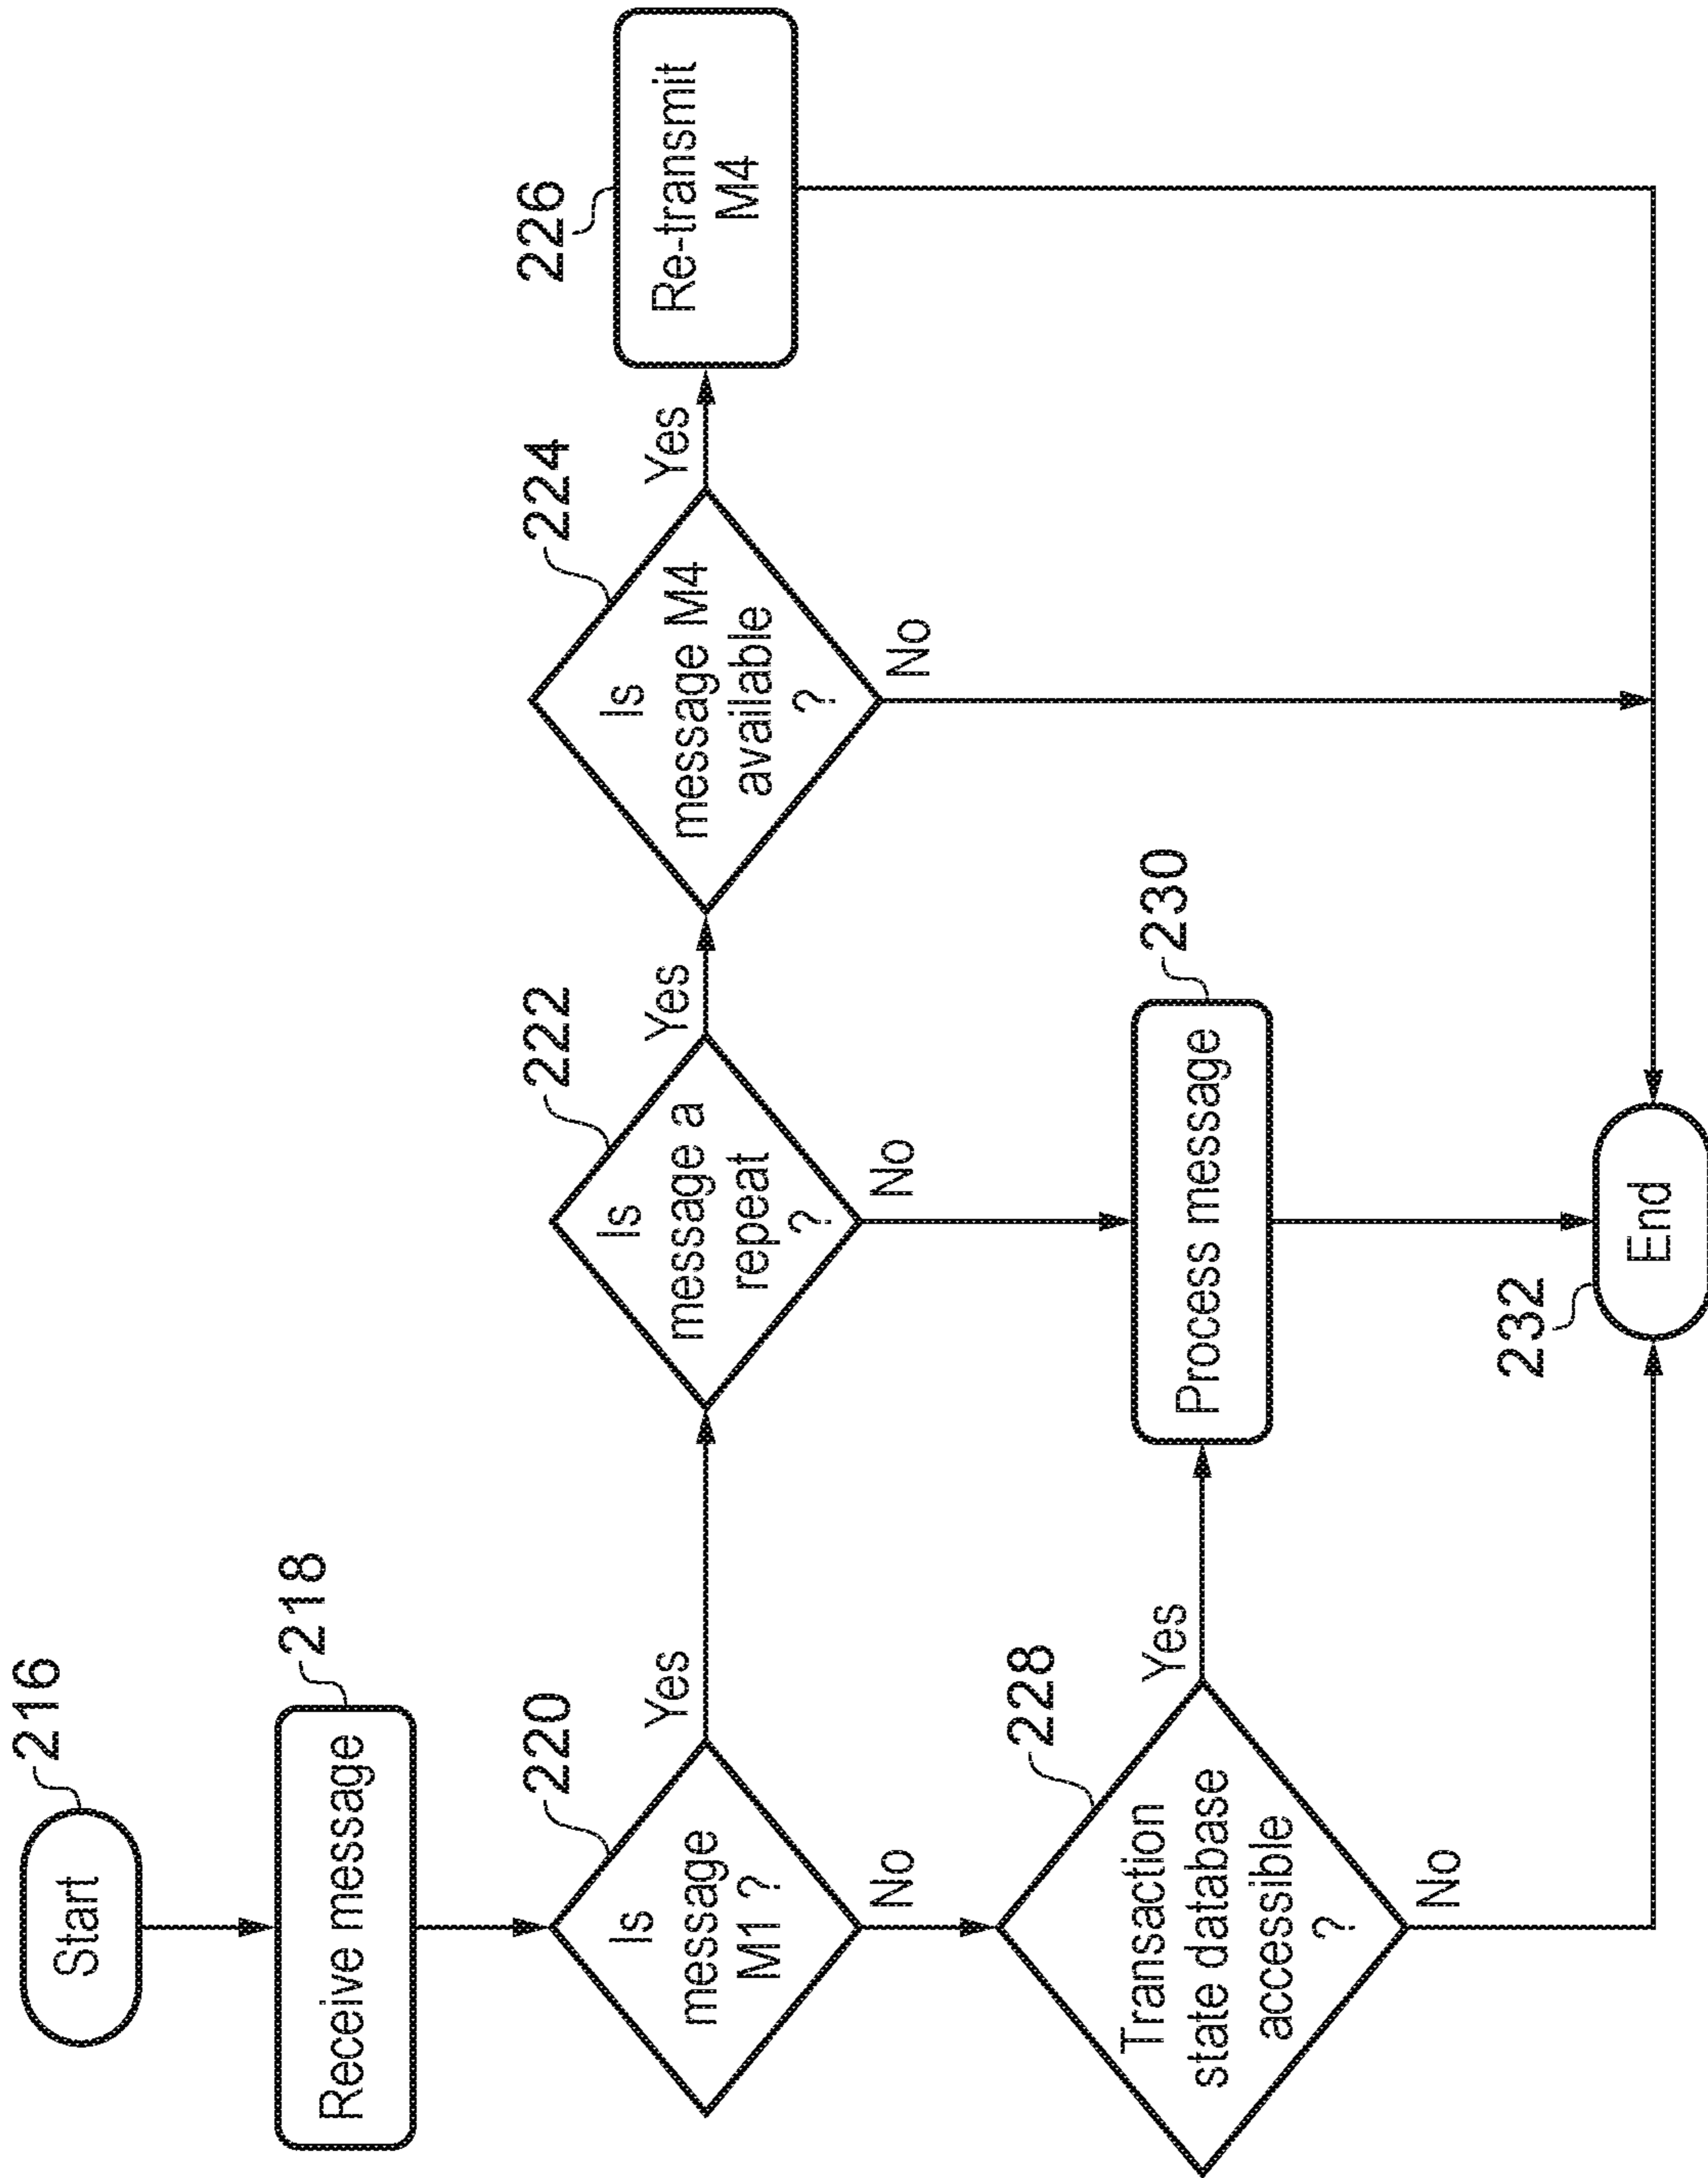 Start
216
Receive message
218
Is
message
M1 ?
220
Yes
No
Is
message a
repeat
?
222
Yes
No
Is
message M4
available
?
224
Yes
No
Re-transmit
M4
226
Transaction
state database
accessible
?
228
Yes
No
Process message
230
End
232